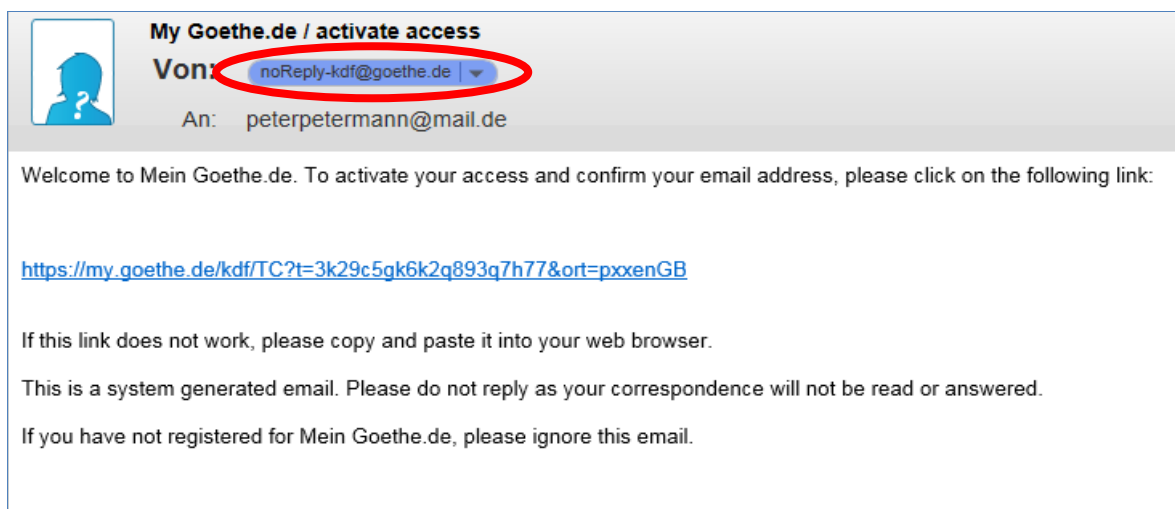 My Goethe.de / activate access
Von: noReply-kdf@goethe.de
An: peterpetermann@mail.de
Welcome to Mein Goethe.de. To activate your access and confirm your email address, please click on the following link:
https://my.goethe.de/kdf/TC?t=3k29c5gk6k2q893q7h77&ort=pxxenGB
If this link does not work, please copy and paste it into your web browser.
This is a system generated email. Please do not reply as your correspondence will not be read or answered.
If you have not registered for Mein Goethe.de, please ignore this email.